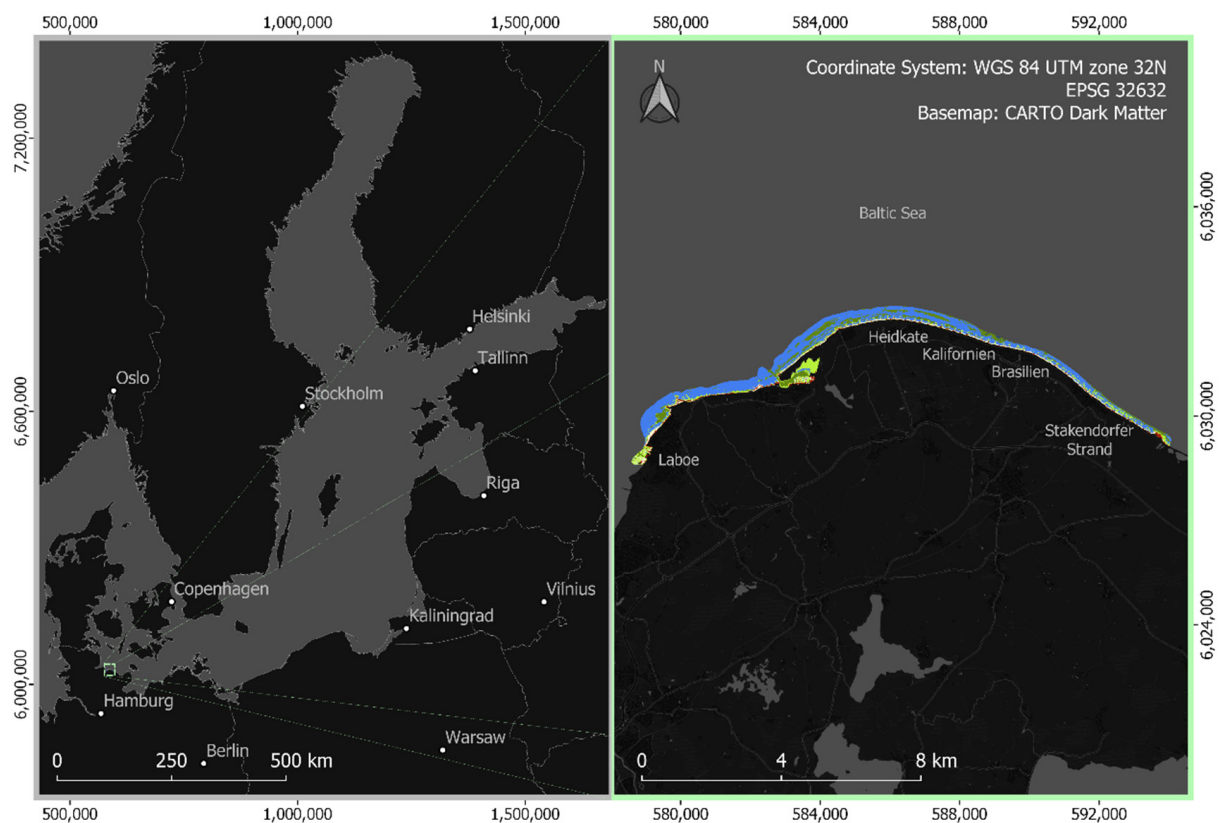 500,000 1,000,000 1,500,000 580,000 584,000 588,000 592,000
7,200,000
6,600,000
6,000,000
Helsinki
Tallinn
Oslo
Stockholm
Riga
Copenhagen
Vilnius
Kaliningrad
Hamburg
Warsaw
Berlin
0 250 500 km
N
Coordinate System: WGS 84 UTM zone 32N
EPSG 32632
Basemap: CARTO Dark Matter
Baltic Sea
Heidkate
Kalifornien
Brasilien
Stakendorfer
Strand
Laboe
6,036,000
6,030,000
6,024,000
0 4 8 km
500,000 1,000,000 1,500,000 580,000 584,000 588,000 592,000